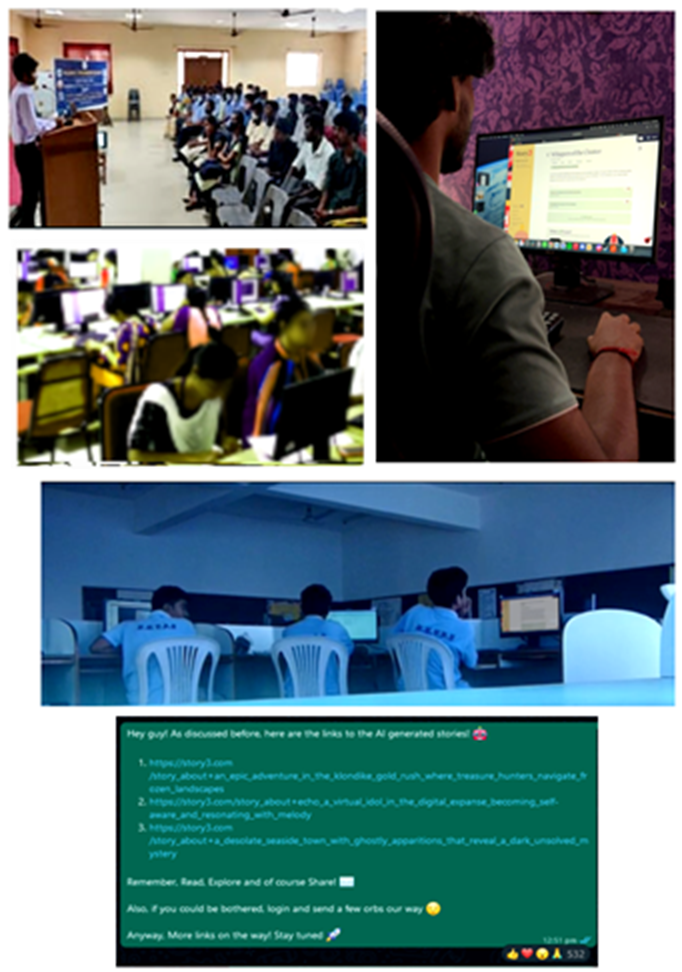 Hey guy! As discussed before, here are the links to the AI generated stories! 🤖
1. https://story3.com
/story_about+an_epic_adventure_in_the_klondike_gold_rush_where_treasure_hunters_navigate_fr
ozen_landscapes
2. https://story3.com/story_about+echo_a_virtual_idol_in_the_digital_expanse_becoming_self-
aware_and_resonating_with_melody
3. https://story3.com
/story_about+a_desolate_seaside_town_with_ghostly_apparitions_that_reveal_a_dark_unsolved_m
ystery
Remember, Read, Explore and of course Share!
Also, if you could be bothered, login and send a few orbs our way
Anyway, More links on the way! Stay tuned 🚀
12:51 pm
👍❤️😮🙏 532